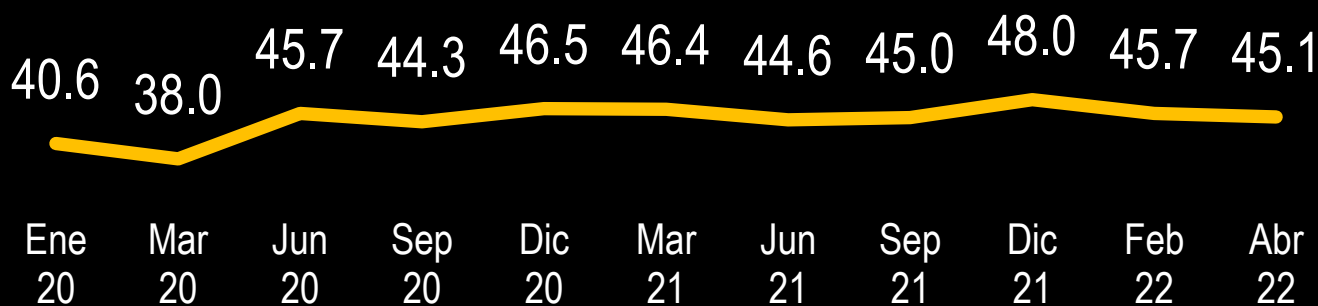 40.6 38.0 45.7 44.3 46.5 46.4 44.6 45.0 48.0 45.7 45.1
Ene Mar Jun Sep Dic Mar Jun Sep Dic Feb Abr
20 20 20 20 20 21 21 21 21 22 22